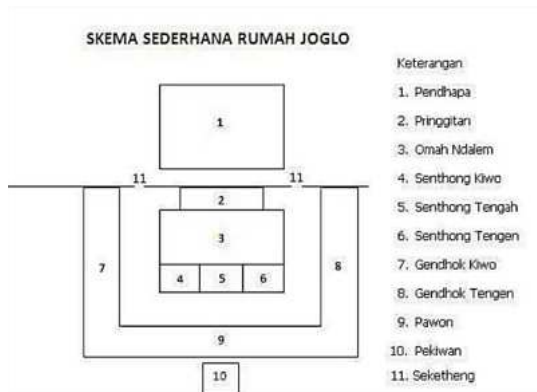 SKEMA SEDERHANA RUMAH JOGLO
Keterangan
1. Pendhapa
2. Pringgitan
3. Omah Ndalem
4. Senthong Kiwo
5. Senthong Tengah
6. Senthong Tengen
7. Gendhok Kiwo
8. Gendhok Tengen
9. Pawon
10. Pekiwan
11. Seketheng
1
11
11
2
3
7
8
4 5 6
9
10